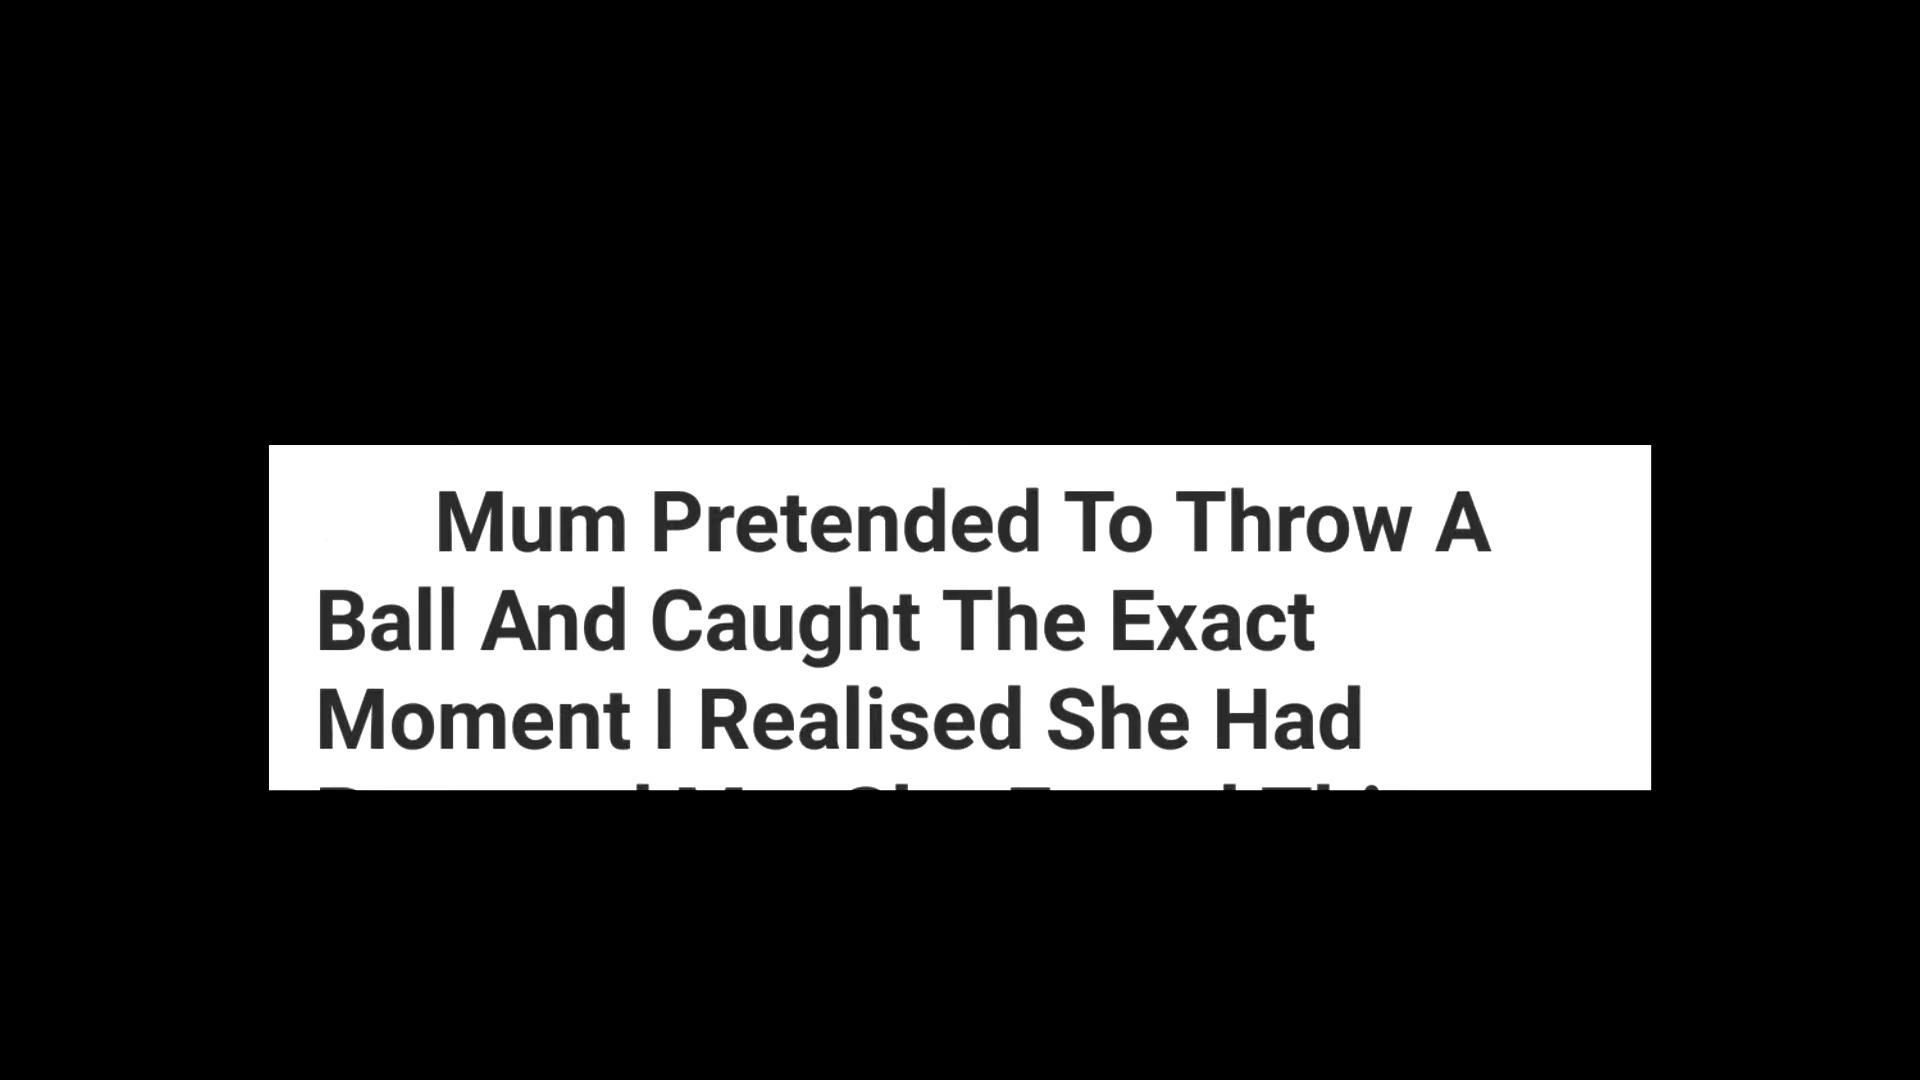 Mum Pretended To Throw A
Ball And Caught The Exact
Moment I Realised She Had